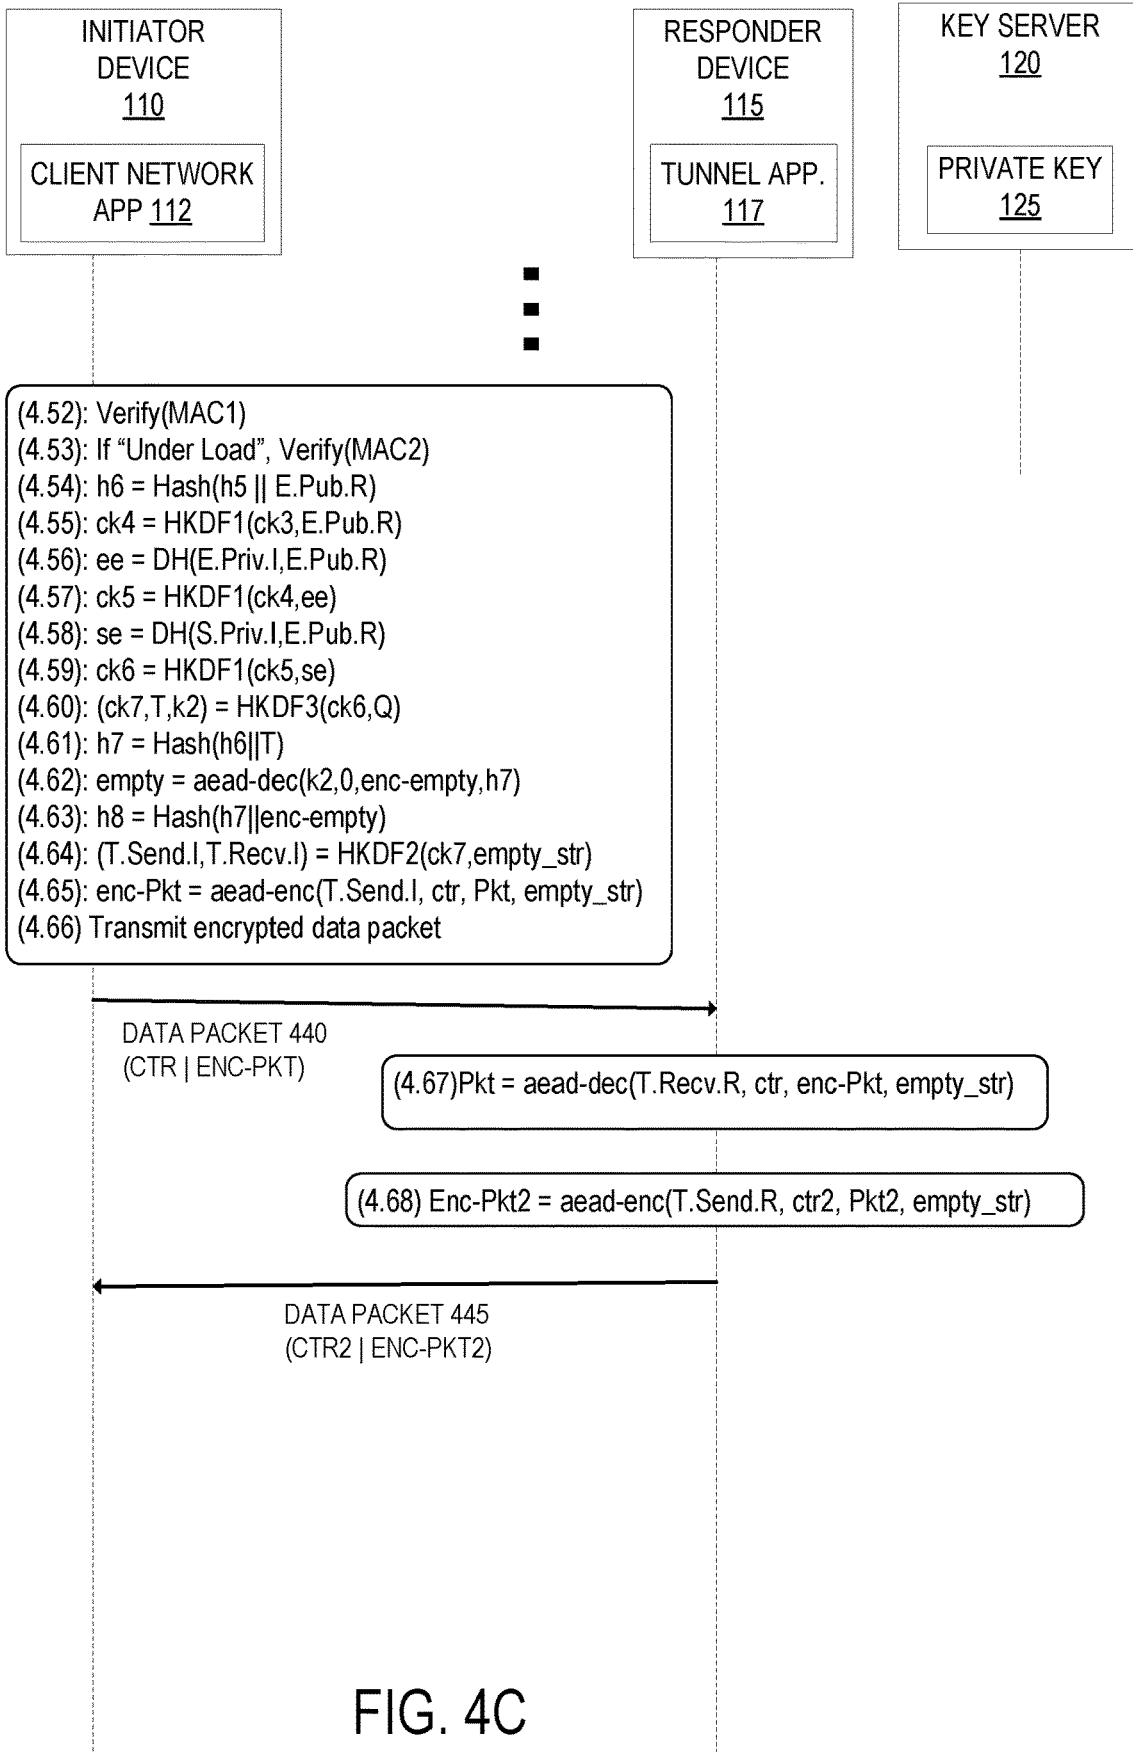 INITIATOR
DEVICE
110
CLIENT NETWORK
APP 112
RESPONDER
DEVICE
115
TUNNEL APP.
117
KEY SERVER
120
PRIVATE KEY
125
(4.52): Verify(MAC1)
(4.53): If “Under Load”, Verify(MAC2)
(4.54): h6 = Hash(h5 || E.Pub.R)
(4.55): ck4 = HKDF1(ck3,E.Pub.R)
(4.56): ee = DH(E.Priv.I,E.Pub.R)
(4.57): ck5 = HKDF1(ck4,ee)
(4.58): se = DH(S.Priv.I,E.Pub.R)
(4.59): ck6 = HKDF1(ck5,se)
(4.60): (ck7,T,k2) = HKDF3(ck6,Q)
(4.61): h7 = Hash(h6||T)
(4.62): empty = aead-dec(k2,0,enc-empty,h7)
(4.63): h8 = Hash(h7||enc-empty)
(4.64): (T.Send.I,T.Recv.I) = HKDF2(ck7,empty_str)
(4.65): enc-Pkt = aead-enc(T.Send.I, ctr, Pkt, empty_str)
(4.66) Transmit encrypted data packet
DATA PACKET 440
(CTR | ENC-PKT)
(4.67)Pkt = aead-dec(T.Recv.R, ctr, enc-Pkt, empty_str)
(4.68) Enc-Pkt2 = aead-enc(T.Send.R, ctr2, Pkt2, empty_str)
DATA PACKET 445
(CTR2 | ENC-PKT2)
FIG. 4C